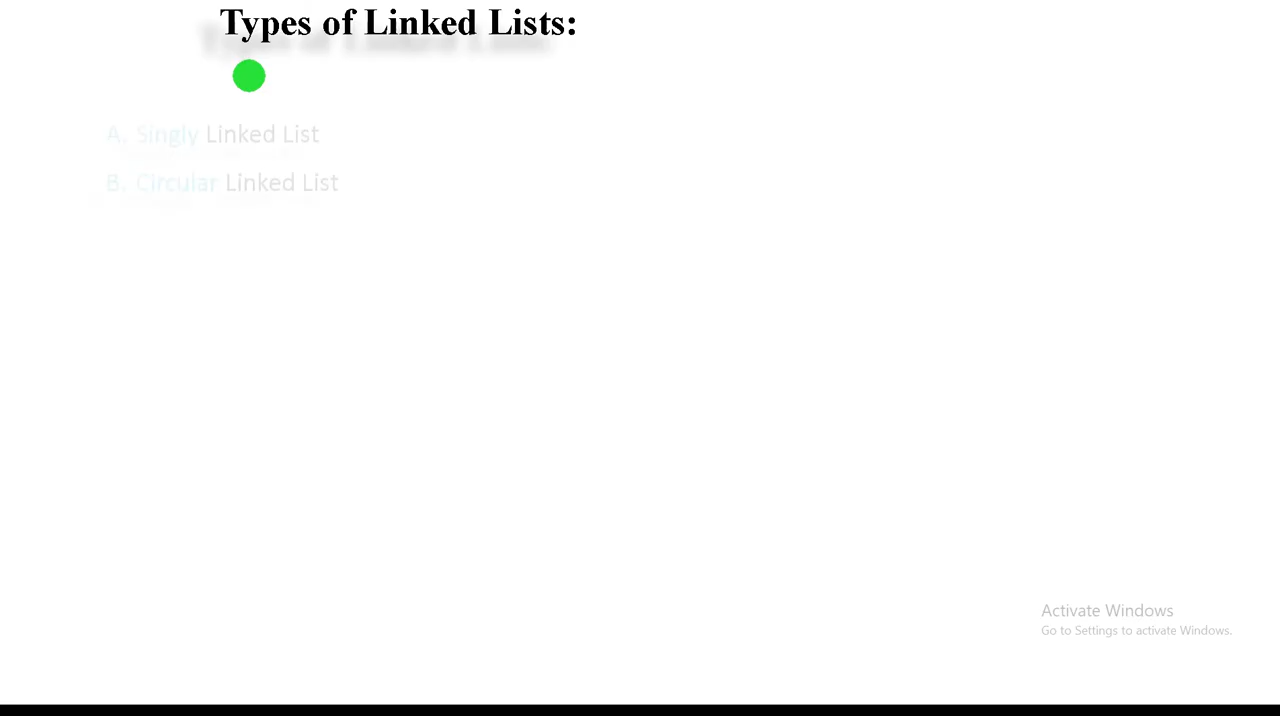 Types of Linked Lists:
A. Singly Linked List
B. Circular Linked List
Activate Windows
Go to Settings to activate Windows.